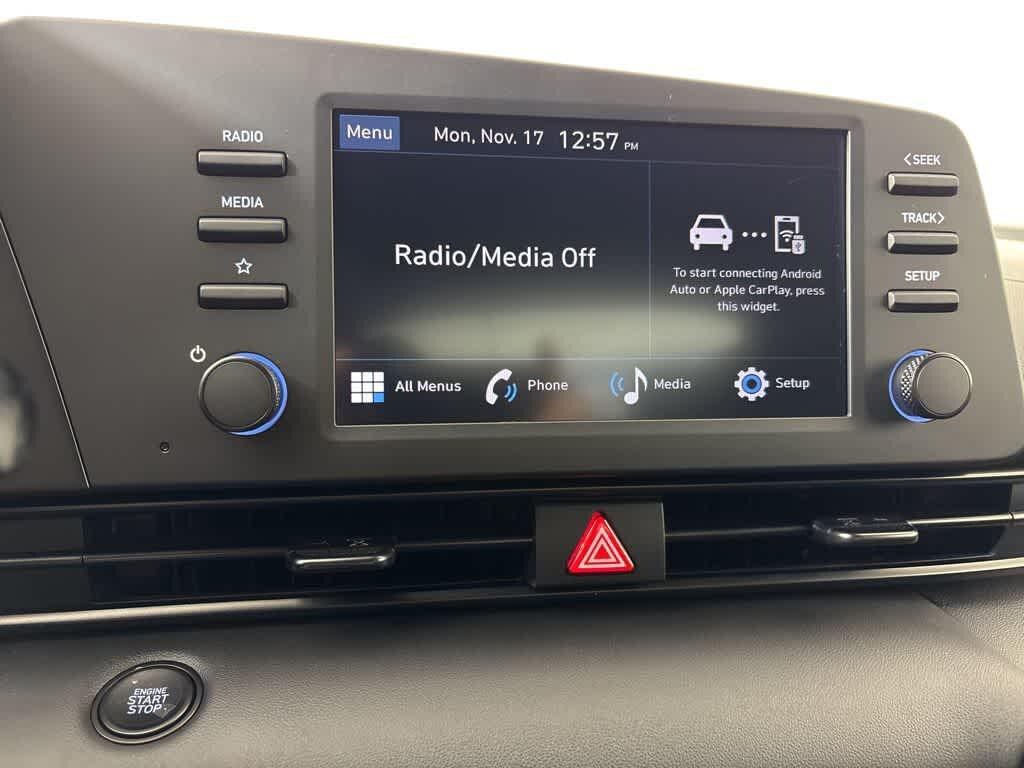 RADIO
MEDIA
Menu
Mon, Nov. 17 12:57 PM
Radio/Media Off
To start connecting Android
Auto or Apple CarPlay, press
this widget.
All Menus
Phone
Media
Setup
<SEEK
TRACK>
SETUP
ENGINE
START
STOP